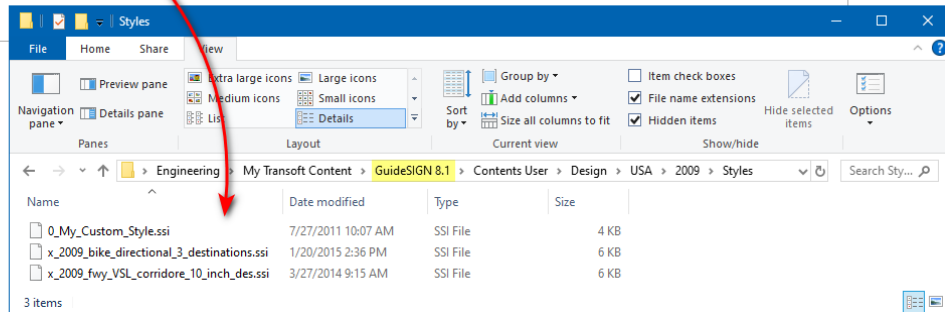 Styles
File Home Share View
Preview pane
Details pane
Navigation pane
Panes
Extra large icons Large icons
Medium icons Small icons
List Details
Layout
Sort by
Group by
Add columns
Size all columns to fit
Current view
Item check boxes
File name extensions
Hidden items
Hide selected items
Show/hide
Options
Engineering > My Transoft Content > GuideSIGN 8.1 > Contents User > Design > USA > 2009 > Styles
Search Sty...
Name Date modified Type Size
0_My_Custom_Style.ssi 7/27/2011 10:07 AM SSI File 4 KB
x_2009_bike_directional_3_destinations.ssi 1/20/2015 2:36 PM SSI File 6 KB
x_2009_fwy_VSL_corridore_10_inch_des.ssi 3/27/2014 9:15 AM SSI File 6 KB
3 items